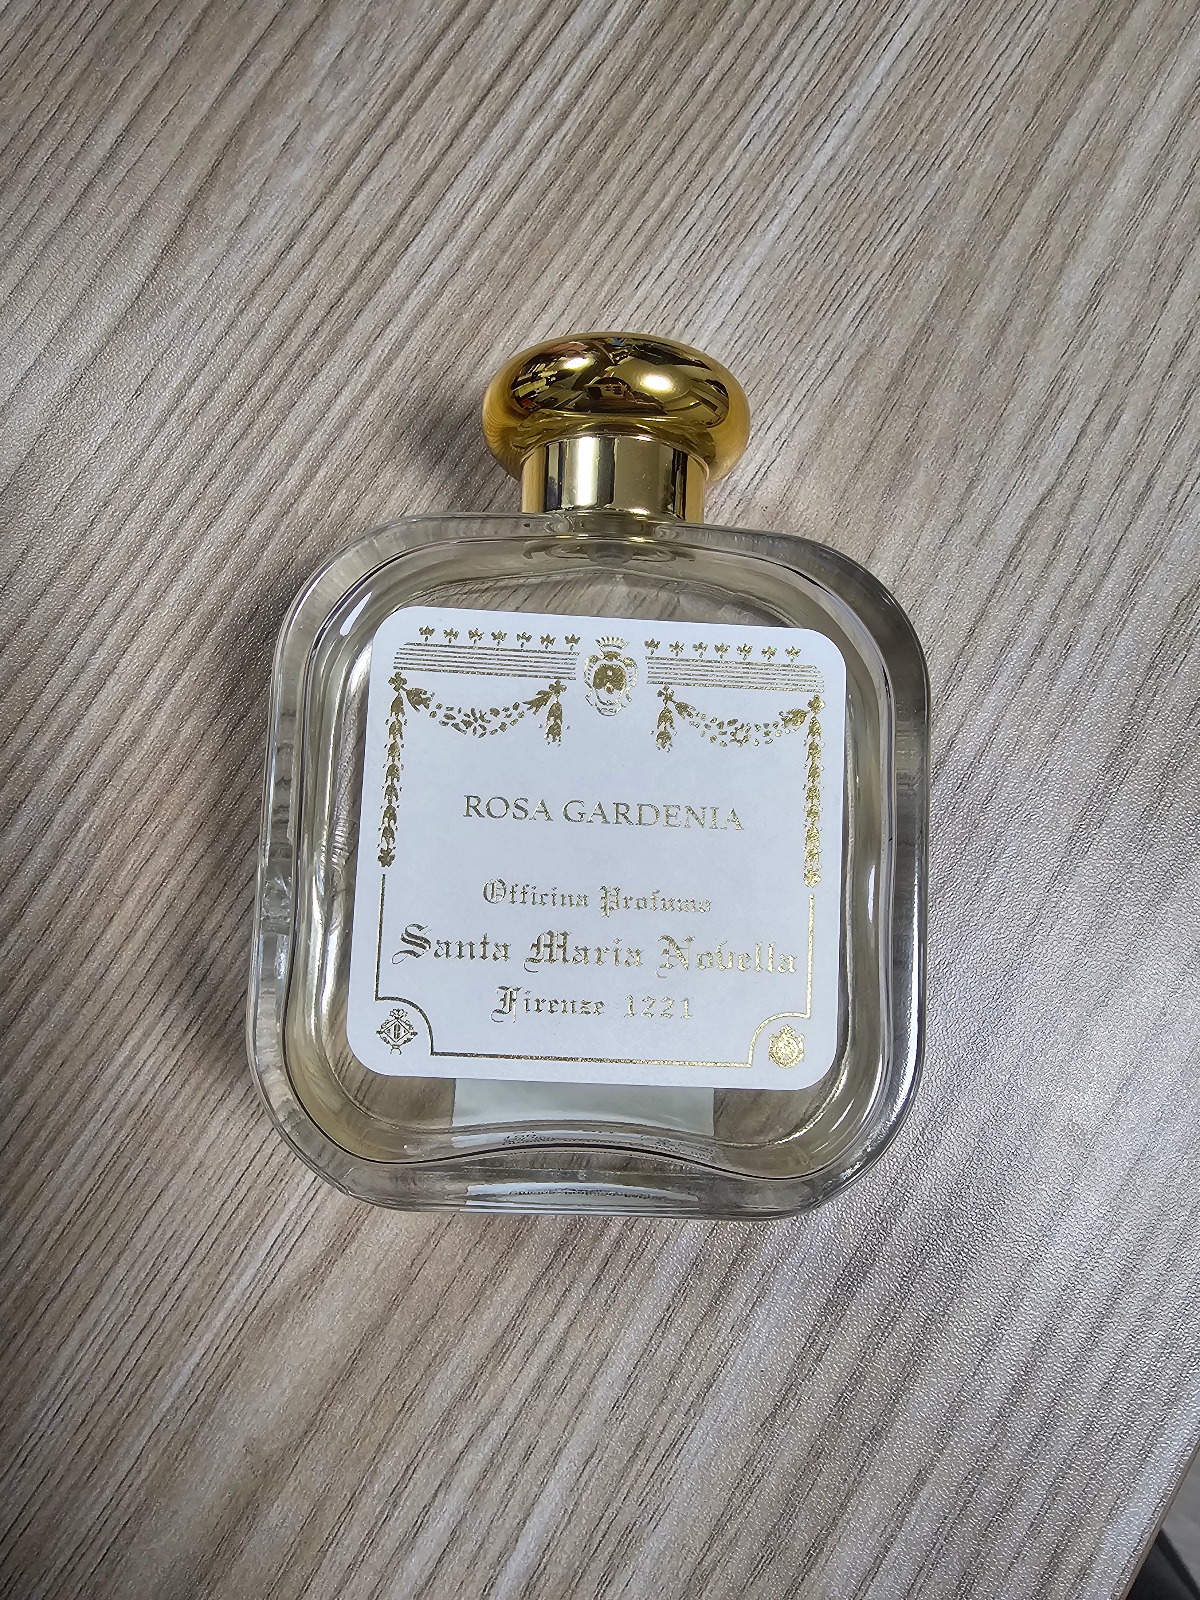 ROSA GARDENIA
Officina Profumo
Santa Maria Novella
Firenze 1221